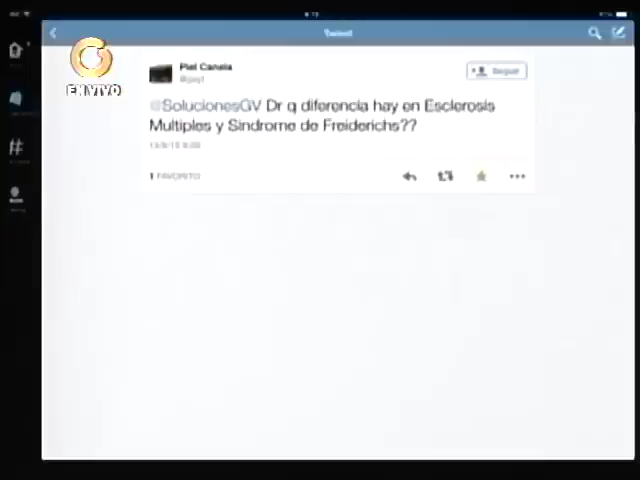 Tweet
EN VIVO
Piel Canela
Seguir
@SolucionesGV Dr q diferencia hay en Esclerosis
Multiples y Sindrome de Freiderichs??
1 FAVORITO